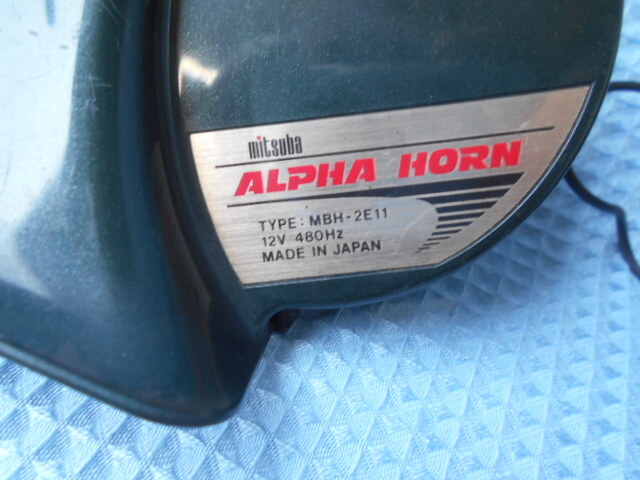 mitsuba
ALPHA HORN
TYPE: MBH-2E11
12V 480Hz
MADE IN JAPAN